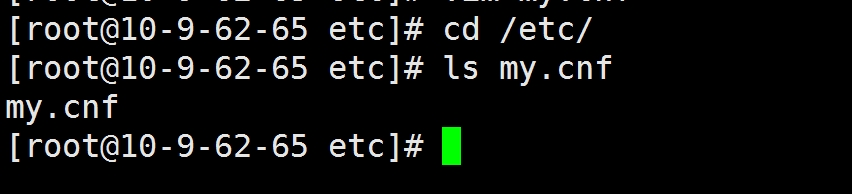 [root@10-9-62-65 etc]# cd /etc/
[root@10-9-62-65 etc]# ls my.cnf
my.cnf
[root@10-9-62-65 etc]#